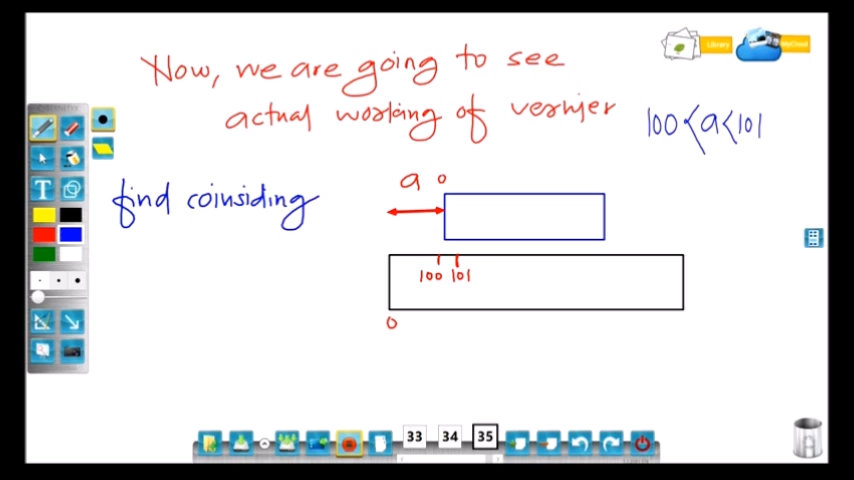 Now, we are going to see
actual working of vernier
100 < a < 101
find coinsiding
a 0
100 101
0
Library
MyCloud
T
33 34 35